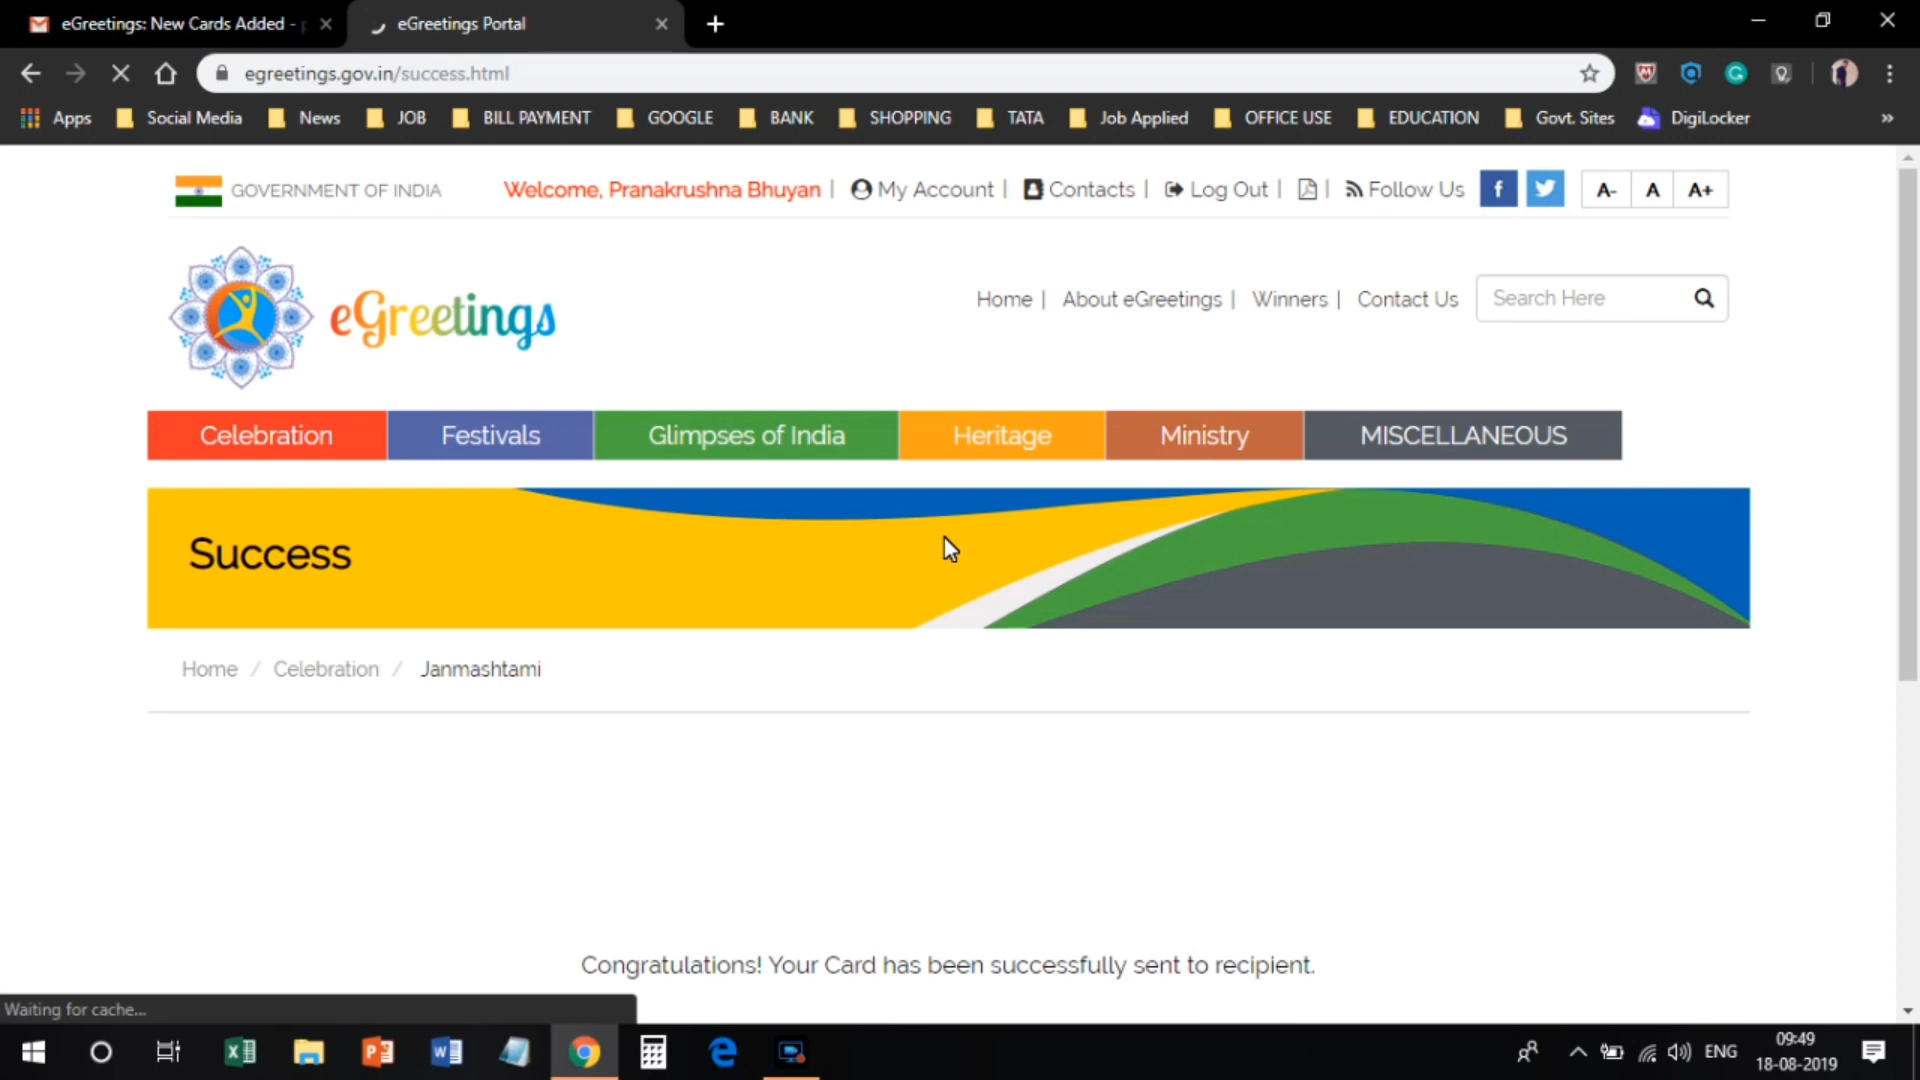 eGreetings: New Cards Added -
eGreetings Portal
egreetings.gov.in/success.html
Apps Social Media News JOB BILL PAYMENT GOOGLE BANK SHOPPING TATA Job Applied OFFICE USE EDUCATION Govt. Sites DigiLocker »
GOVERNMENT OF INDIA Welcome, Pranakrushna Bhuyan | My Account | Contacts | Log Out | | Follow Us f A- A A+
eGreetings
Home | About eGreetings | Winners | Contact Us Search Here
Celebration Festivals Glimpses of India Heritage Ministry MISCELLANEOUS
Success
Home / Celebration / Janmashtami
Congratulations! Your Card has been successfully sent to recipient.
Waiting for cache...
ENG 09:49
18-08-2019